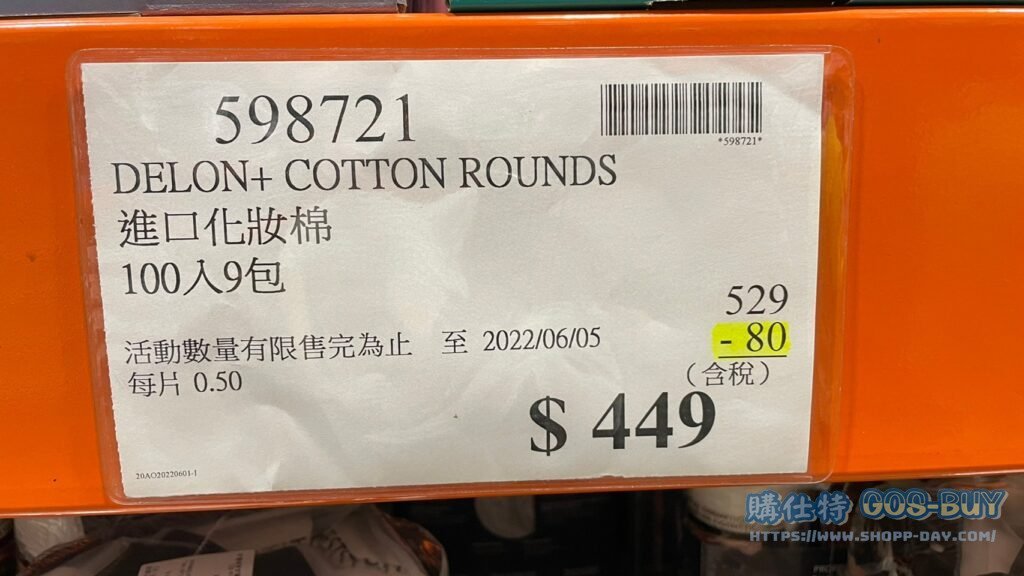 598721
*598721*
DELON+ COTTON ROUNDS
進口化妝棉
100入9包
529
- 80
活動數量有限售完為止 至 2022/06/05
(含稅)
每片 0.50
$ 449
20AO20220601-1
購仕特 GOS-BUY
HTTPS://WWW.SHOPP-DAY.COM/